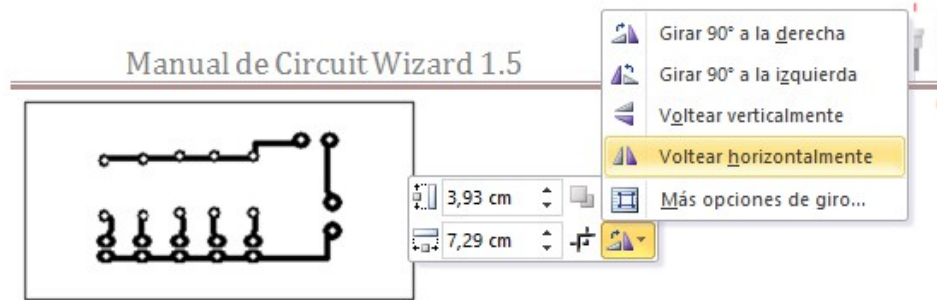 Manual de Circuit Wizard 1.5
Girar 90° a la derecha
Girar 90° a la izquierda
Voltear verticalmente
Voltear horizontalmente
Más opciones de giro...
3,93 cm
7,29 cm